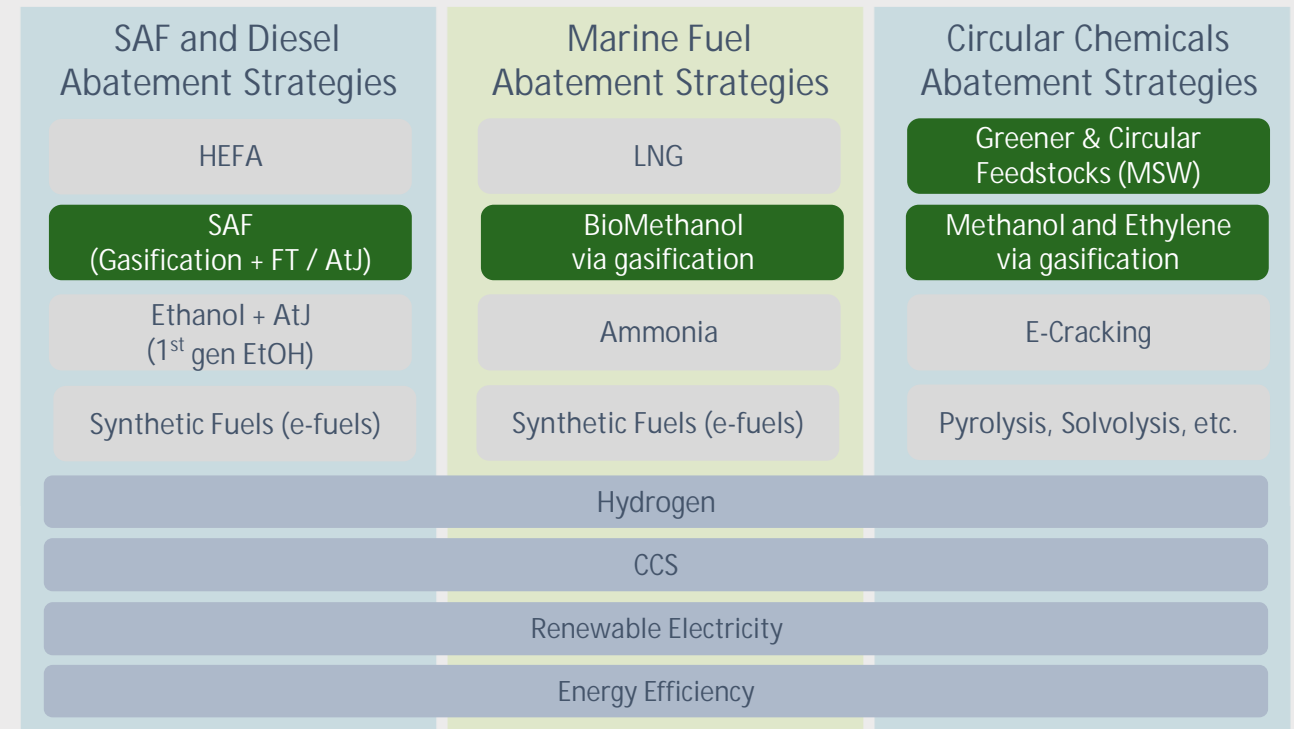 SAF and Diesel
Abatement Strategies
HEFA
SAF
(Gasification + FT / AtJ)
Ethanol + AtJ
(1st gen EtOH)
Synthetic Fuels (e-fuels)
Marine Fuel
Abatement Strategies
LNG
BioMethanol
via gasification
Ammonia
Synthetic Fuels (e-fuels)
Circular Chemicals
Abatement Strategies
Greener & Circular
Feedstocks (MSW)
Methanol and Ethylene
via gasification
E-Cracking
Pyrolysis, Solvolysis, etc.
Hydrogen
CCS
Renewable Electricity
Energy Efficiency